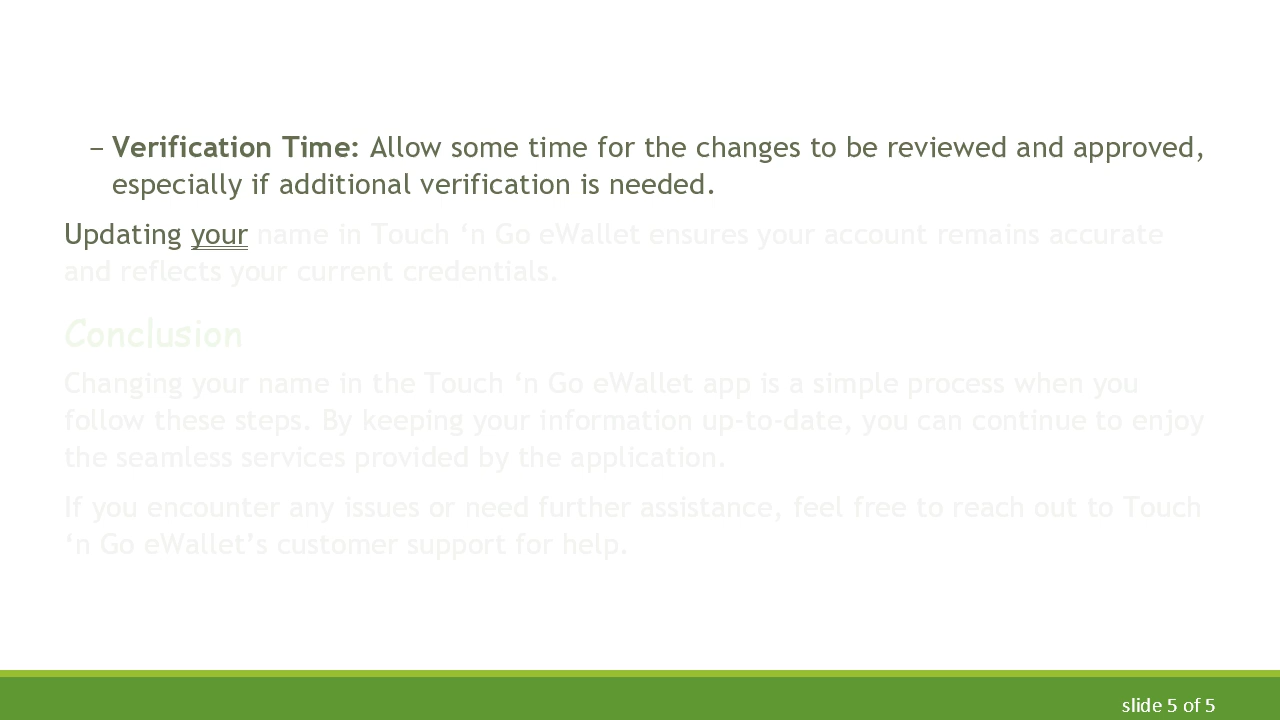 – Verification Time: Allow some time for the changes to be reviewed and approved,
especially if additional verification is needed.
Updating your name in Touch ‘n Go eWallet ensures your account remains accurate
and reflects your current credentials.
Conclusion
Changing your name in the Touch ‘n Go eWallet app is a simple process when you
follow these steps. By keeping your information up-to-date, you can continue to enjoy
the seamless services provided by the application.
If you encounter any issues or need further assistance, feel free to reach out to Touch
‘n Go eWallet’s customer support for help.
slide 5 of 5